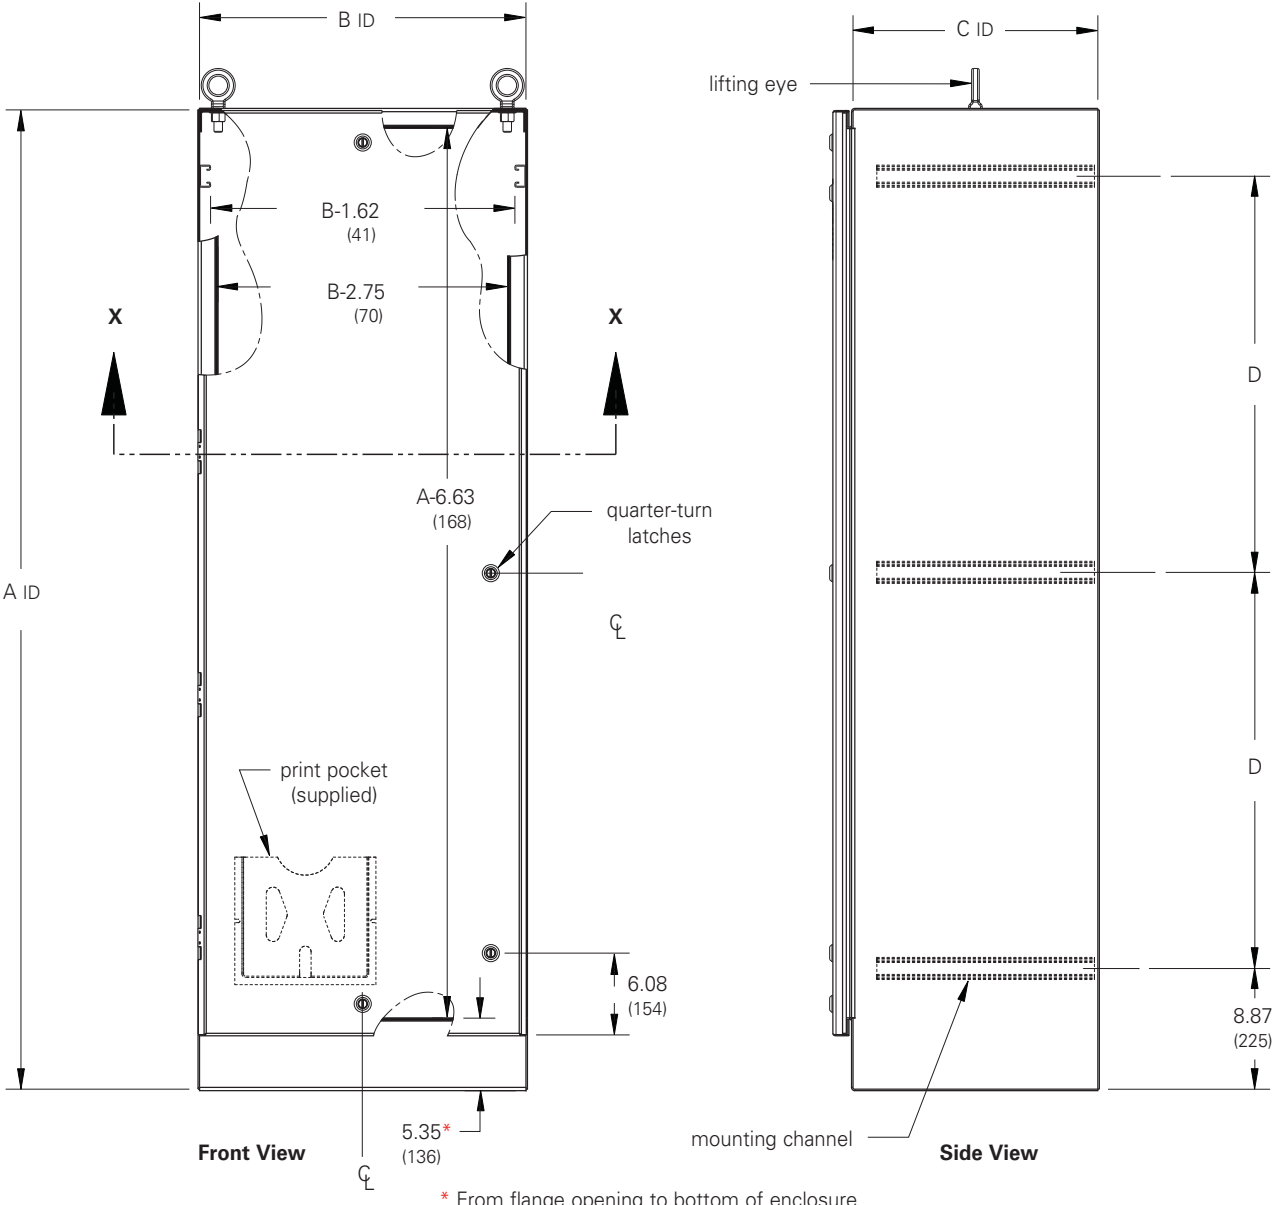 B ID
C ID
lifting eye
B-1.62
(41)
B-2.75
(70)
X
X
D
A-6.63
(168)
quarter-turn
latches
A ID
℄
print pocket
(supplied)
D
6.08
(154)
8.87
(225)
5.35*
(136)
mounting channel
Front View
Side View
℄
* From flange opening to bottom of enclosure